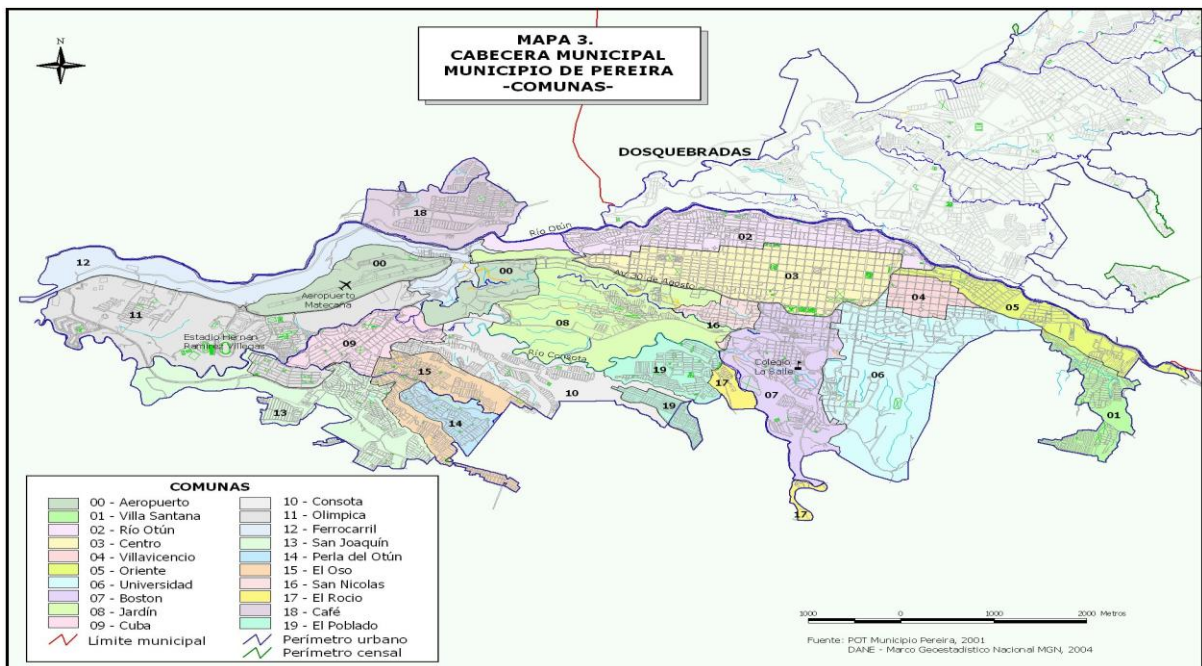 N
MAPA 3.
CABECERA MUNICIPAL
MUNICIPIO DE PEREIRA
-COMUNAS-
DOSQUEBRADAS
18
Río Otún
02
12
00
00
Av 30 de Agosto
03
Aeropuerto
Matecaña
11
04
05
08
16
Estadio Hernán
Ramírez Villegas
09
Río Consota
Colegio
La Salle
15
19
06
17
10
07
13
14
19
01
17
COMUNAS
00 - Aeropuerto
01 - Villa Santana
02 - Río Otún
03 - Centro
04 - Villavicencio
05 - Oriente
06 - Universidad
07 - Boston
08 - Jardín
09 - Cuba
Límite municipal
10 - Consota
11 - Olimpica
12 - Ferrocarril
13 - San Joaquín
14 - Perla del Otún
15 - El Oso
16 - San Nicolas
17 - El Rocio
18 - Café
19 - El Poblado
Perímetro urbano
Perímetro censal
1000 0 1000 2000 Metros
Fuente: POT Municipio Pereira, 2001
DANE - Marco Geoestadístico Nacional MGN, 2004